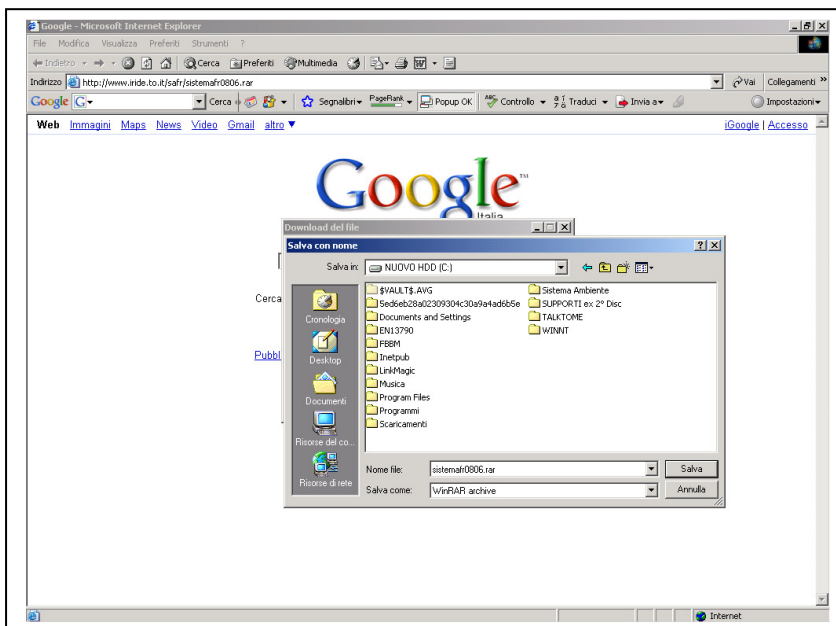 Google - Microsoft Internet Explorer
File Modifica Visualizza Preferiti Strumenti ?
Indietro Cerca Preferiti Multimedia
Indirizzo http://www.iride.to.it/safr/sistemafr0806.rar Vai Collegamenti »
Google G Cerca Segnalibri PageRank Popup OK ABC Controllo Traduci Invia a Impostazioni
Web Immagini Maps News Video Gmail altro ▼ iGoogle | Accesso
Google™
Italia
Download del file
Salva con nome
Salva in: NUOVO HDD (C:)
$VAULT$.AVG Sistema Ambiente
5ed6eb28a02309304c30a9a4ad6b5e SUPPORTI ex 2° Disc
Cerca
Cronologia
Documents and Settings TALKTOME
EN13790 WINNT
FBBM
Pubbl
Desktop
Inetpub
LinkMagic
Musica
Documenti
Program Files
Programmi
Scaricamenti
Risorse del co...
Risorse di rete
Nome file: sistemafr0806.rar Salva
Salva come: WinRAR archive Annulla
Internet